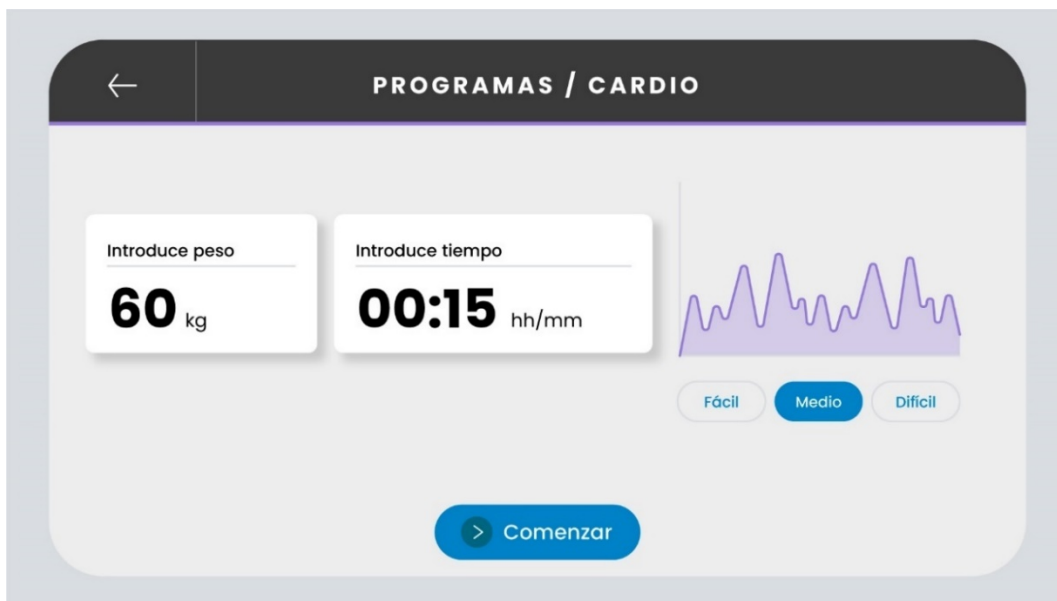 PROGRAMAS / CARDIO
Introduce peso
60 kg
Introduce tiempo
00:15 hh/mm
Fácil
Medio
Difícil
Comenzar